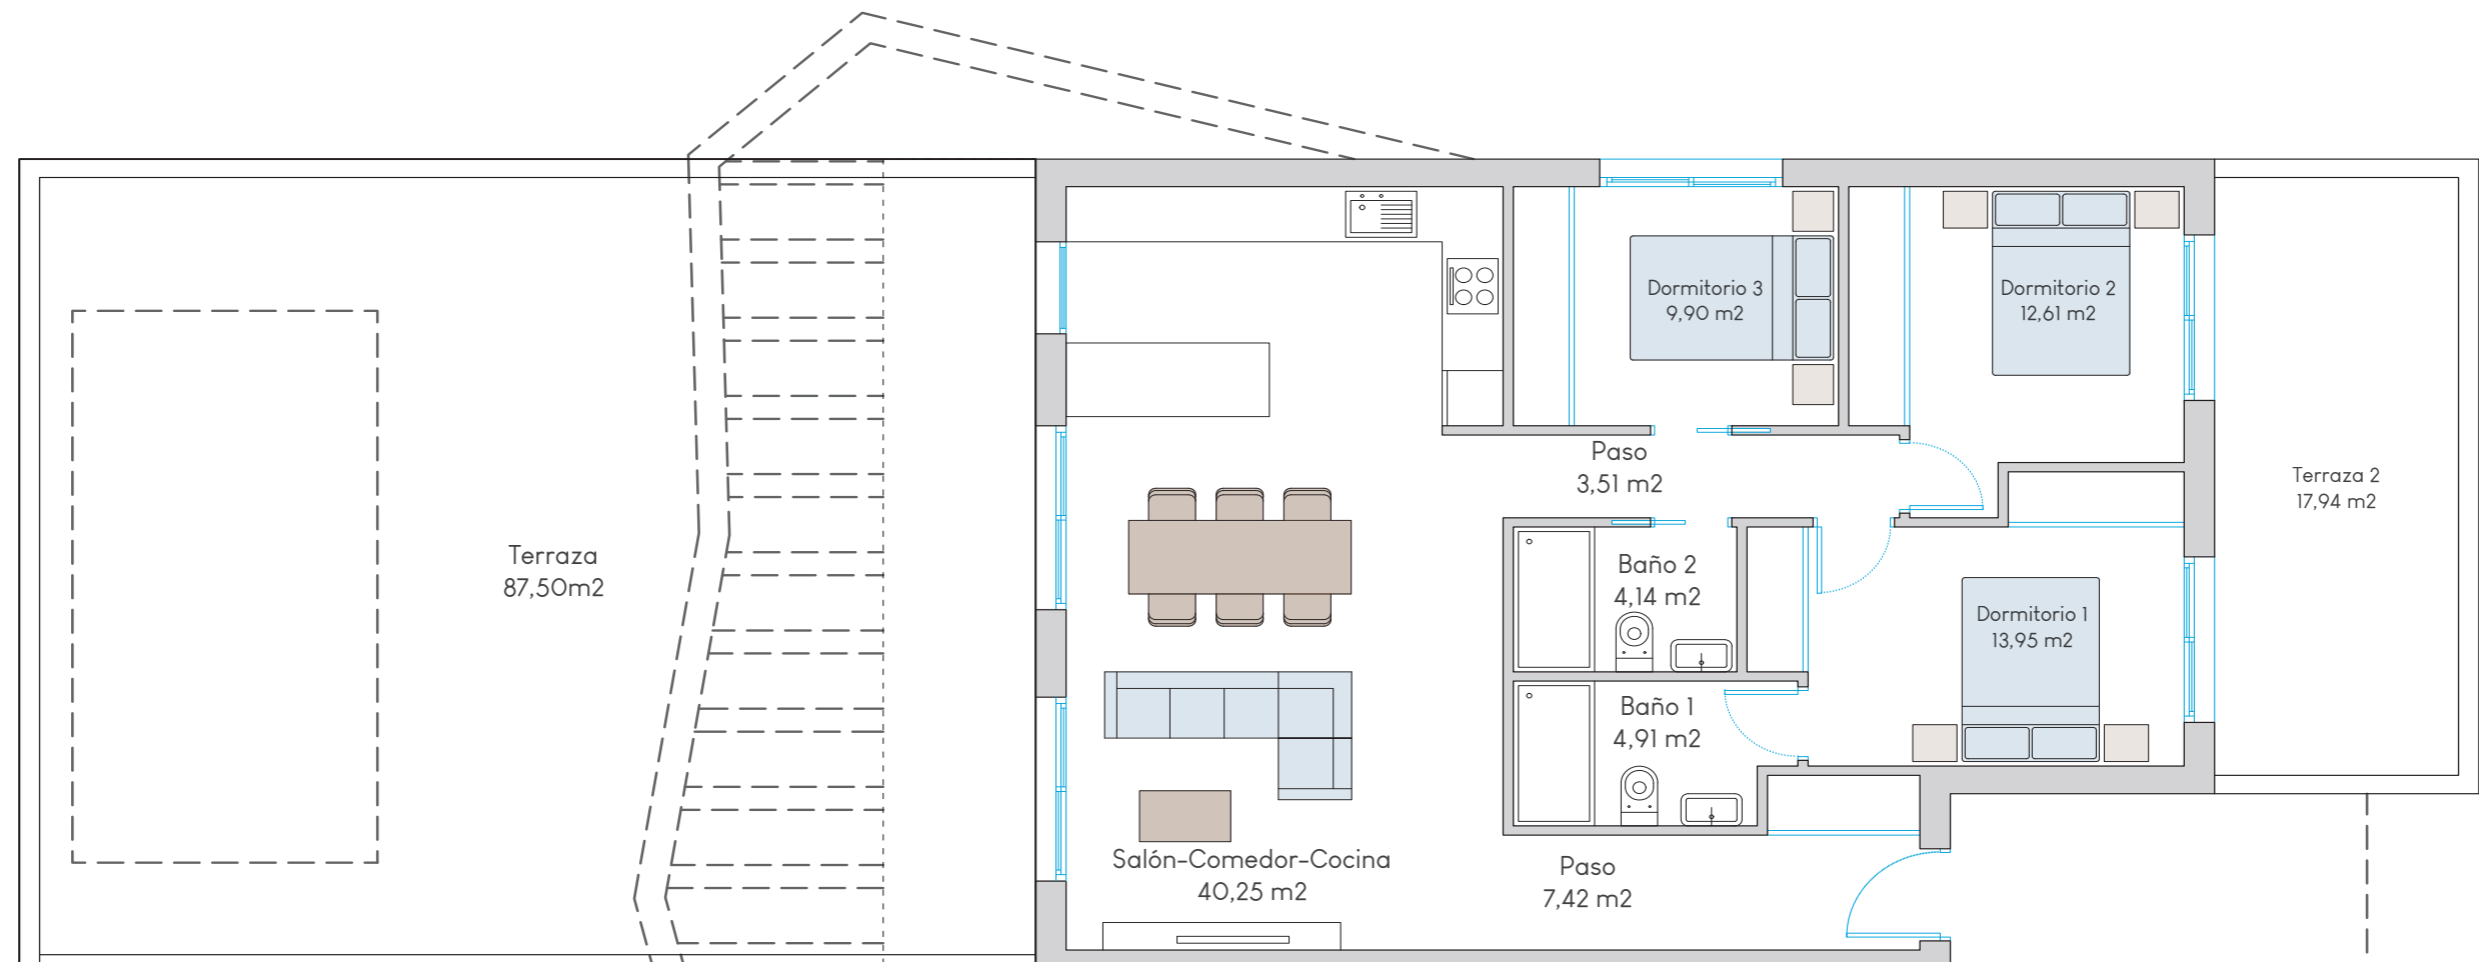 Dormitorio 3
9,90 m2
Dormitorio 2
12,61 m2
Paso
3,51 m2
Terraza 2
17,94 m2
Terraza
87,50m2
Baño 2
4,14 m2
Dormitorio 1
13,95 m2
Baño 1
4,91 m2
Salón-Comedor-Cocina
40,25 m2
Paso
7,42 m2